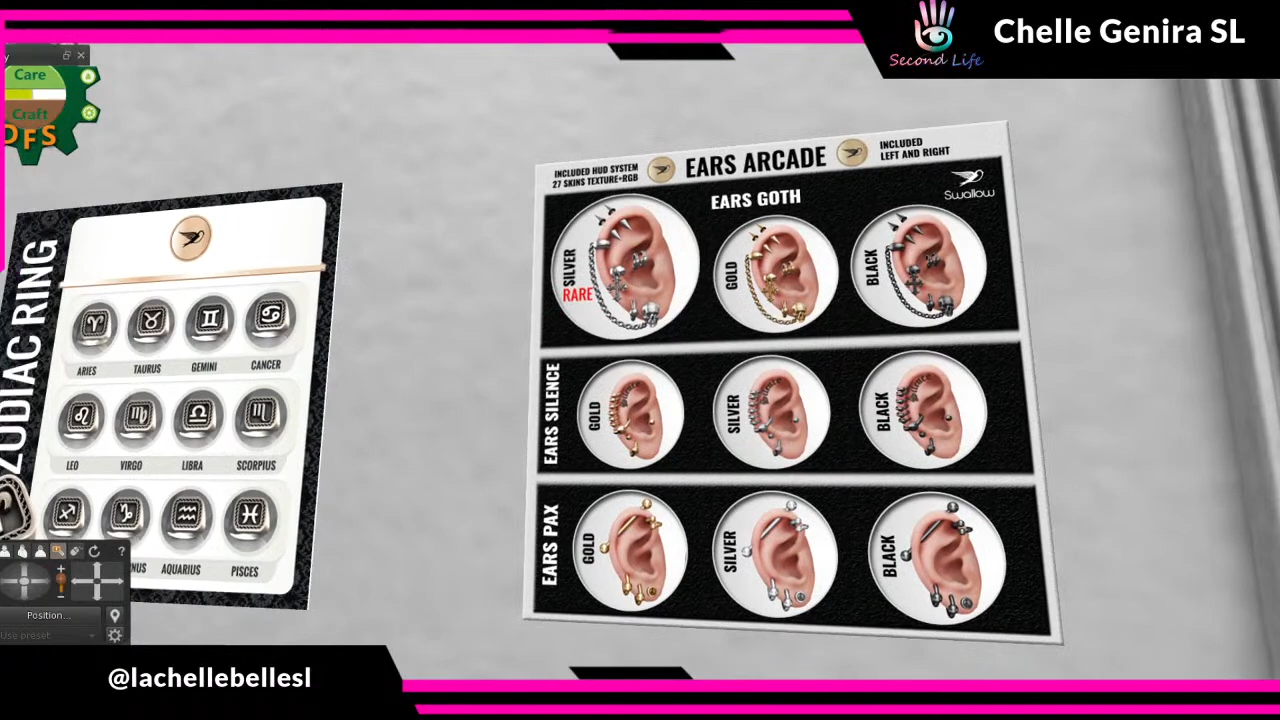 Chelle Genira SL
Second Life
y
Care
Craft
DFS
ZODIAC RING
ARIES
TAURUS
GEMINI
CANCER
LEO
VIRGO
LIBRA
SCORPIUS
AQUARIUS
PISCES
INCLUDED HUD SYSTEM
27 SKINS TEXTURE+RGB
EARS ARCADE
INCLUDED
LEFT AND RIGHT
Swallow
EARS GOTH
SILVER
RARE
GOLD
BLACK
EARS SILENCE
GOLD
SILVER
BLACK
EARS PAX
GOLD
SILVER
BLACK
?
Position...
Use preset
@lachellebellesl